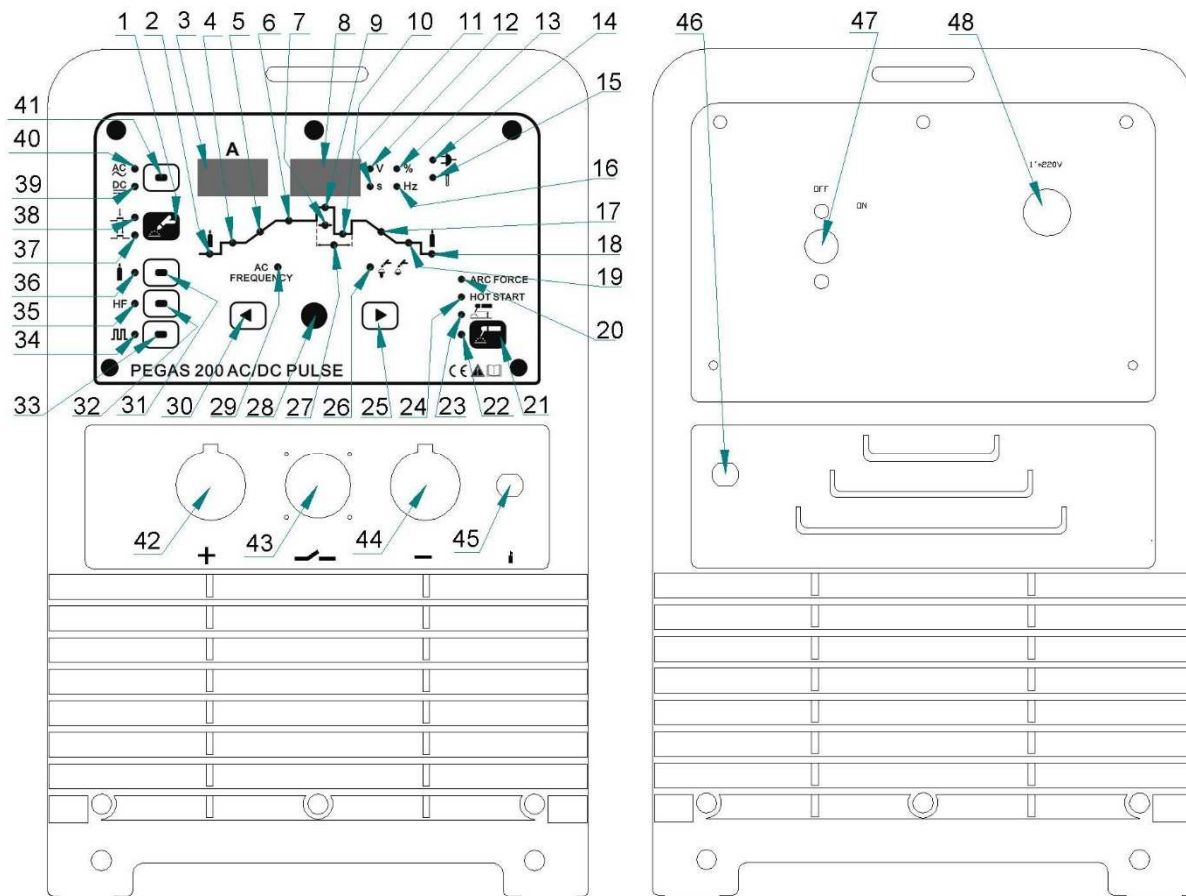 1 2 3 4 5 6 7 8 9 10 11 12 13 14
15
16
17
18
19
20
41
40
39
38
37
36
35
34
33 32 31 30 29 28 27 26 25 24 23 22 21
A
AC
DC
V %
s Hz
HF
AC
FREQUENCY
ARC FORCE
HOT START
PEGAS 200 AC/DC PULSE
CE
42 43 44 45
+ −
46 47 48
OFF
ON
1~220V